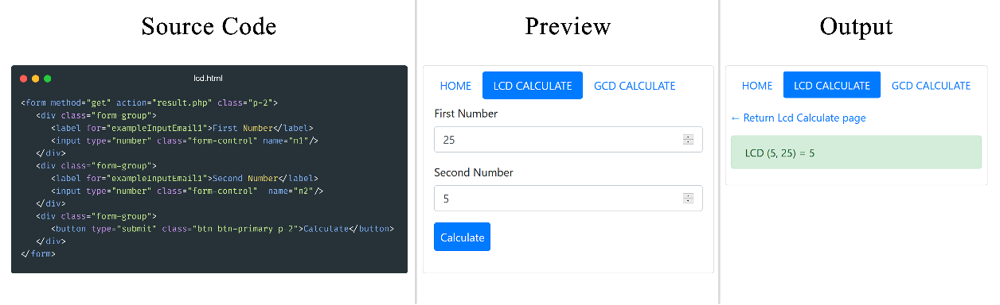 Source Code
lcd.html
<form method="get" action="result.php" class="p-2">
<div class="form-group">
<label for="exampleInputEmail1">First Number</label>
<input type="number" class="form-control" name="n1"/>
</div>
<div class="form-group">
<label for="exampleInputEmail1">Second Number</label>
<input type="number" class="form-control"  name="n2"/>
</div>
<div class="form-group">
<button type="submit" class="btn btn-primary p-2">Calculate</button>
</div>
</form>
Preview
HOME LCD CALCULATE GCD CALCULATE
First Number
25
Second Number
5
Calculate
Output
HOME LCD CALCULATE GCD CALCULATE
← Return Lcd Calculate page
LCD (5, 25) = 5